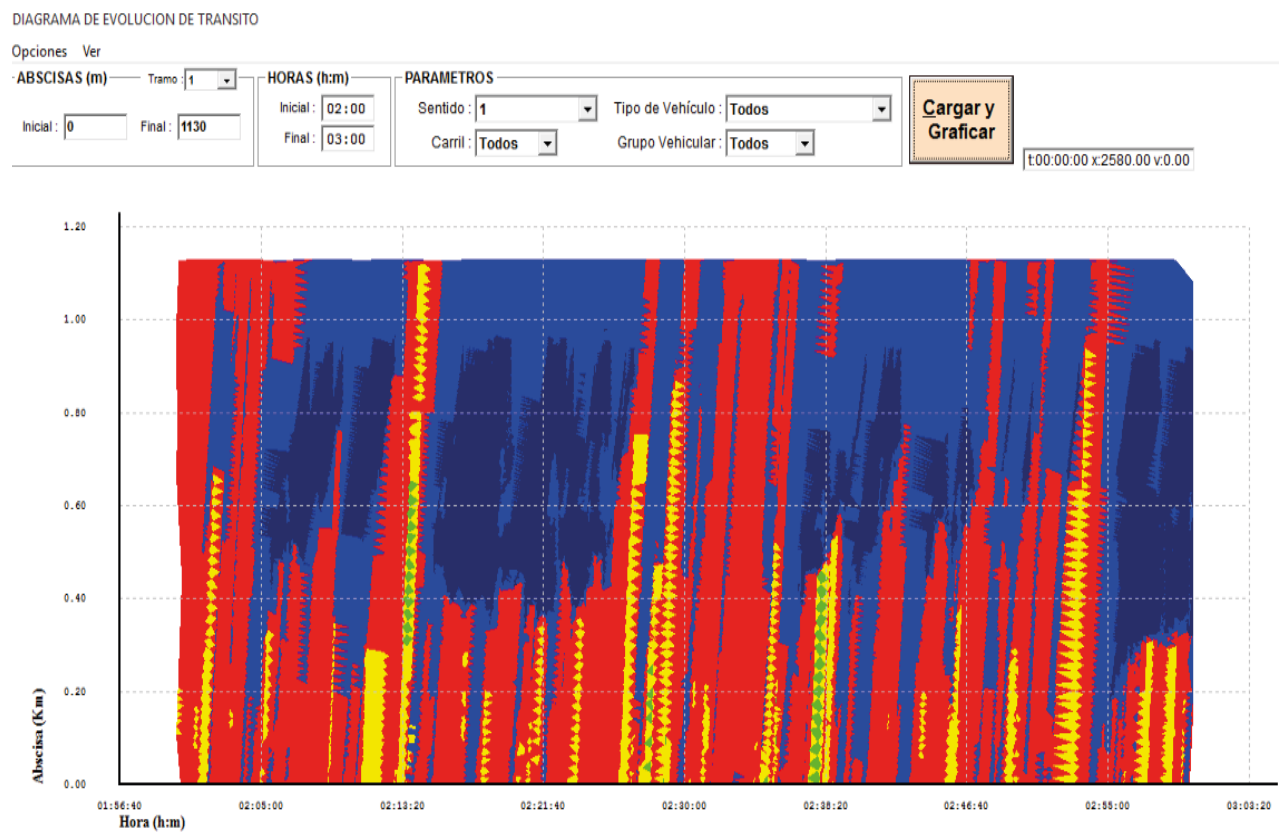 DIAGRAMA DE EVOLUCION DE TRANSITO
Opciones Ver
ABSCISAS (m) Tramo : 1 HORAS (h:m) PARAMETROS
Inicial : 0 Final : 1130
Inicial : 02:00
Final : 03:00
Sentido : 1 Tipo de Vehículo : Todos
Carril : Todos Grupo Vehicular : Todos
Cargar y
Graficar
t:00:00:00 x:2580.00 v:0.00
1.20
1.00
0.80
0.60
0.40
0.20
0.00
Abscisa (Km)
01:56:40 02:05:00 02:13:20 02:21:40 02:30:00 02:38:20 02:46:40 02:55:00 03:03:20
Hora (h:m)